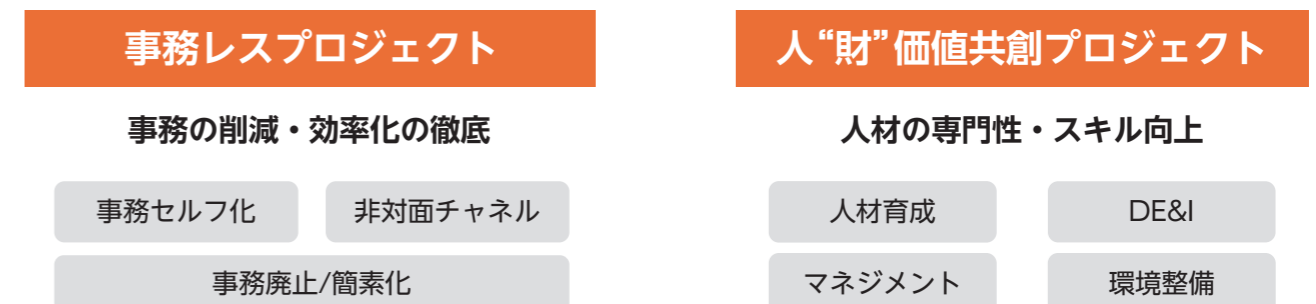 事務レスプロジェクト
事務の削減・効率化の徹底
事務セルフ化
非対面チャネル
事務廃止/簡素化
人“財”価値共創プロジェクト
人材の専門性・スキル向上
人材育成
DE&I
マネジメント
環境整備